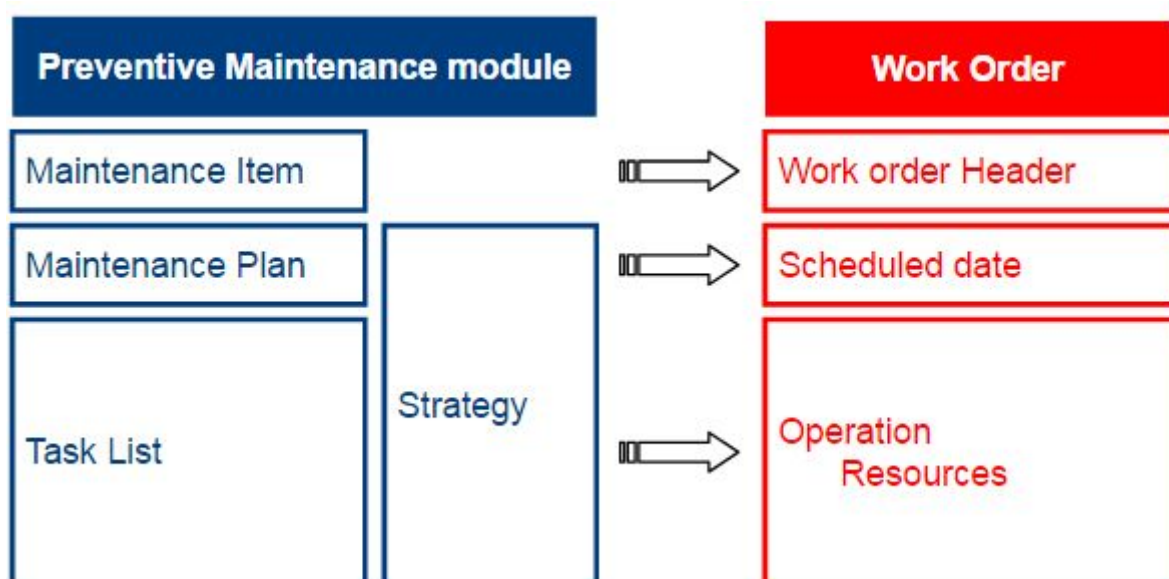 Preventive Maintenance module
Work Order
Maintenance Item
Work order Header
Maintenance Plan
Scheduled date
Task List
Strategy
Operation
Resources